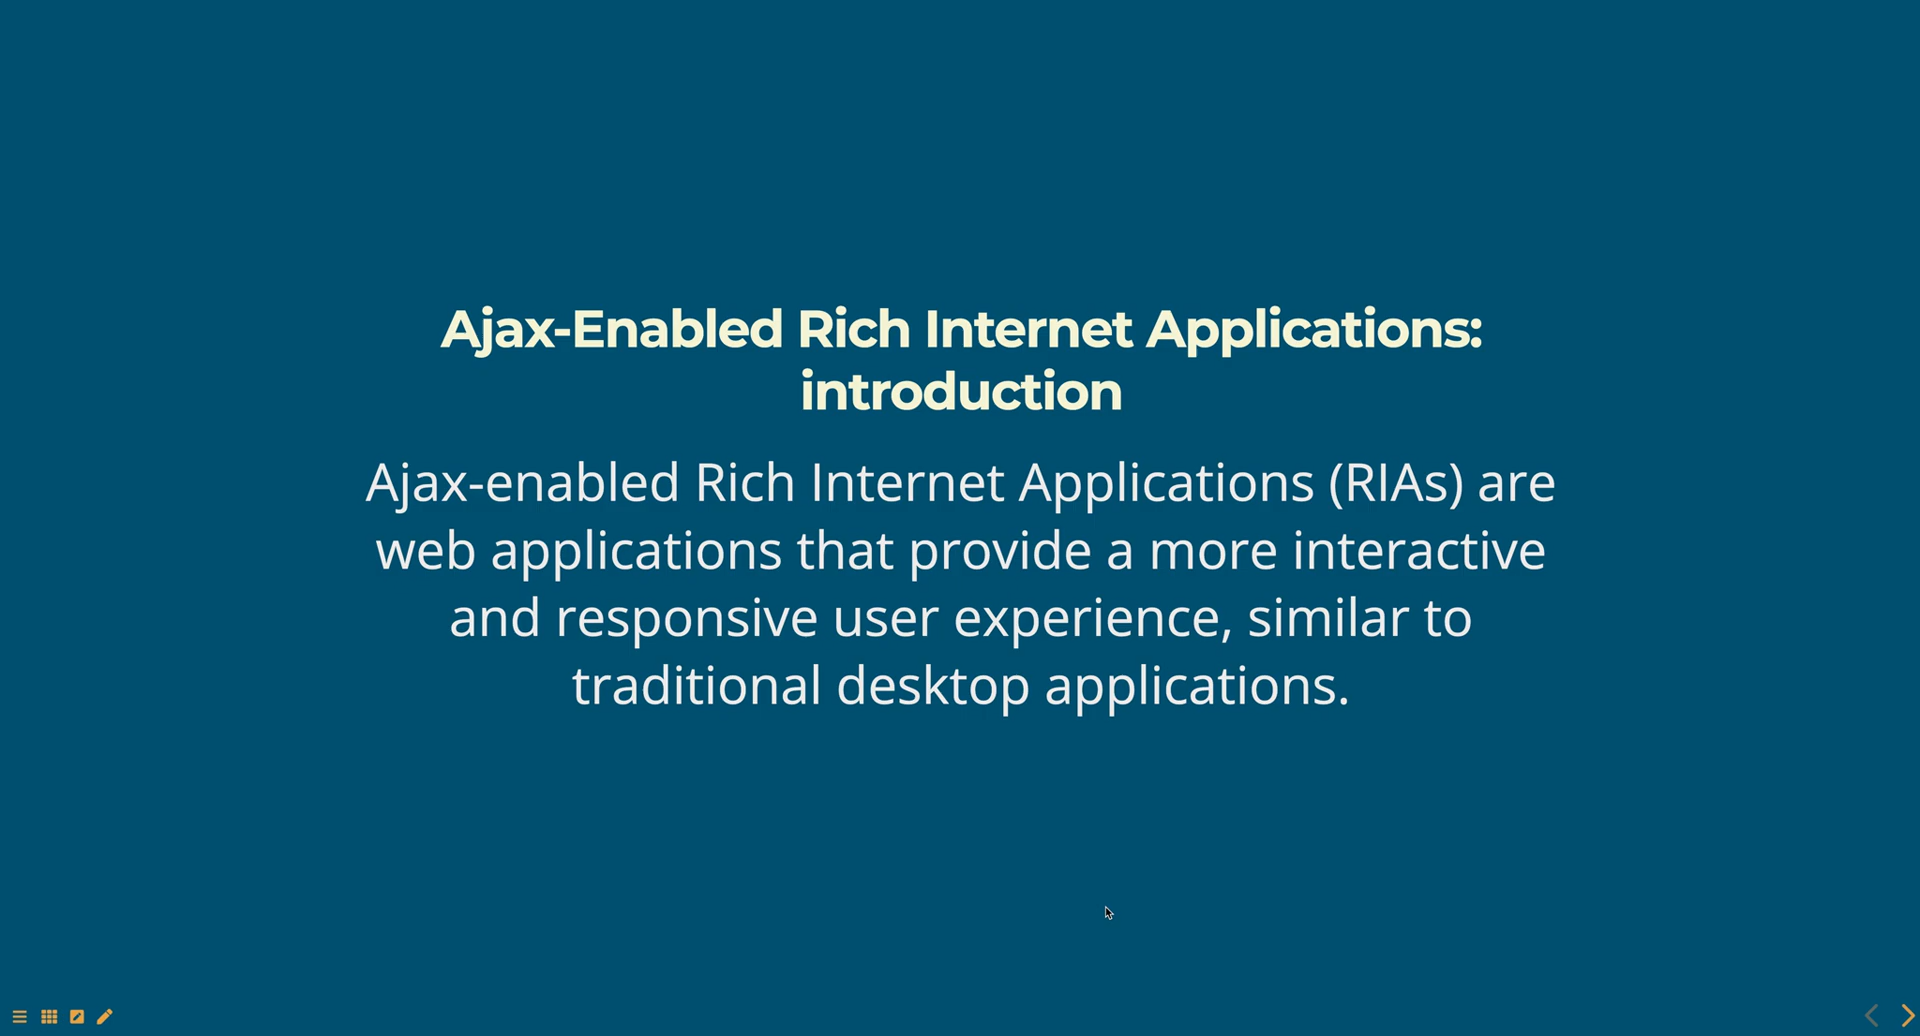 Ajax-Enabled Rich Internet Applications:
introduction
Ajax-enabled Rich Internet Applications (RIAs) are
web applications that provide a more interactive
and responsive user experience, similar to
traditional desktop applications.